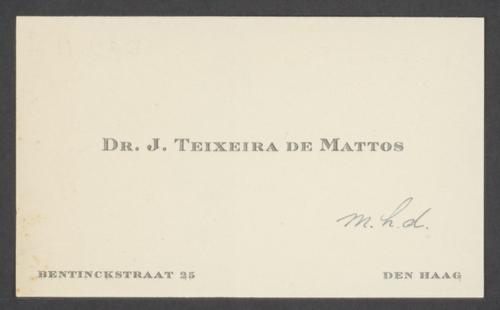 DR. J. TEIXEIRA DE MATTOS
m.h.d.
BENTINCKSTRAAT 25
DEN HAAG